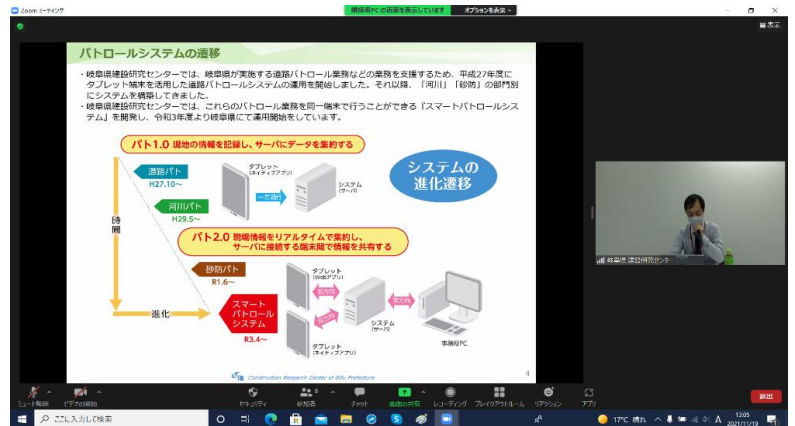 Zoom ミーティング
講師用PC の画面を表示しています
オプションを表示
表示
パトロールシステムの遷移
・岐阜県建設研究センターでは、岐阜県が実施する道路パトロール業務などの業務を支援するため、平成27年度に
タブレット端末を活用した道路パトロールシステムの運用を開始しました。それ以降、「河川」「砂防」の部門別
にシステムを構築してきました。
・岐阜県建設研究センターでは、これらのパトロール業務を同一端末で行うことができる『スマートパトロールシス
テム』を開発し、令和3年度より岐阜県にて運用開始をしています。
パト1.0 現地の情報を記録し、サーバにデータを集約する
道路パト
H27.10～
河川パト
H29.5～
タブレット
(ネイティブアプリ)
一方通行
システム
(サーバ)
システムの
進化遷移
時間
パト2.0 現場情報をリアルタイムで集約し、
サーバに接続する端末間で情報を共有する
砂防パト
R1.6～
進化
スマート
パトロール
システム
R3.4～
タブレット
(Webアプリ)
双方向
双方向
双方向
システム
(サーバ)
タブレット
(ネイティブアプリ)
事務所PC
Construction Research Center of Gifu Prefecture
4
岐阜県 建設研究センター
ミュート解除
ビデオの開始
セキュリティ
参加者
8
チャット
画面の共有
レコーディング
ブレイクアウトルーム
リアクション
アプリ
退出
ここに入力して検索
17°C 晴れ
A
13:05
2021/11/19